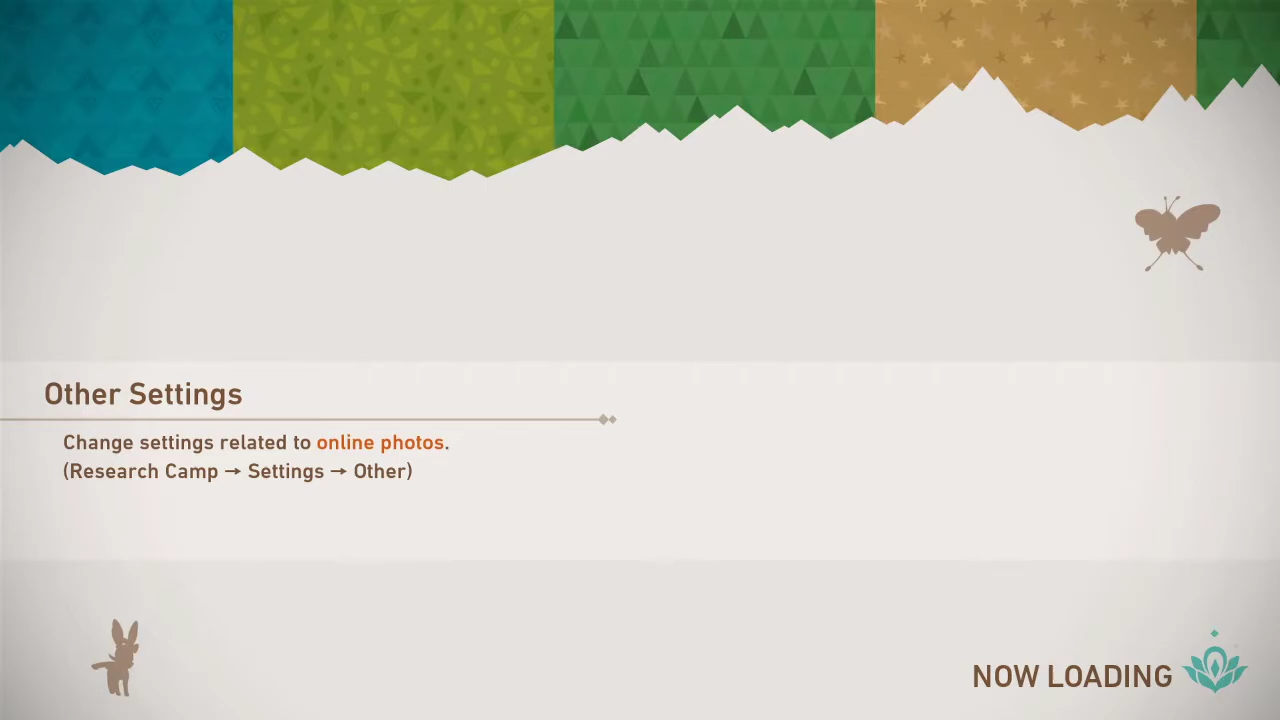 Other Settings
Change settings related to online photos.
(Research Camp → Settings → Other)
NOW LOADING